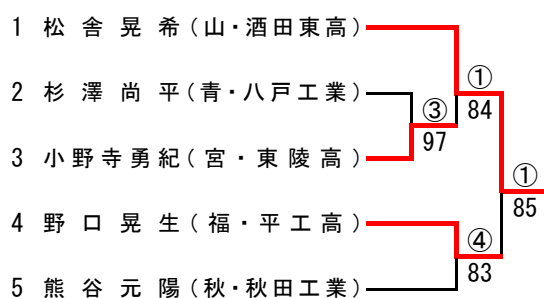 1 松舎晃希(山・酒田東高)
2 杉澤尚平(青・八戸工業)
3 小野寺勇紀(宮・東陵高)
4 野口晃生(福・平工高)
5 熊谷元陽(秋・秋田工業)
①
84
③
97
①
85
④
83